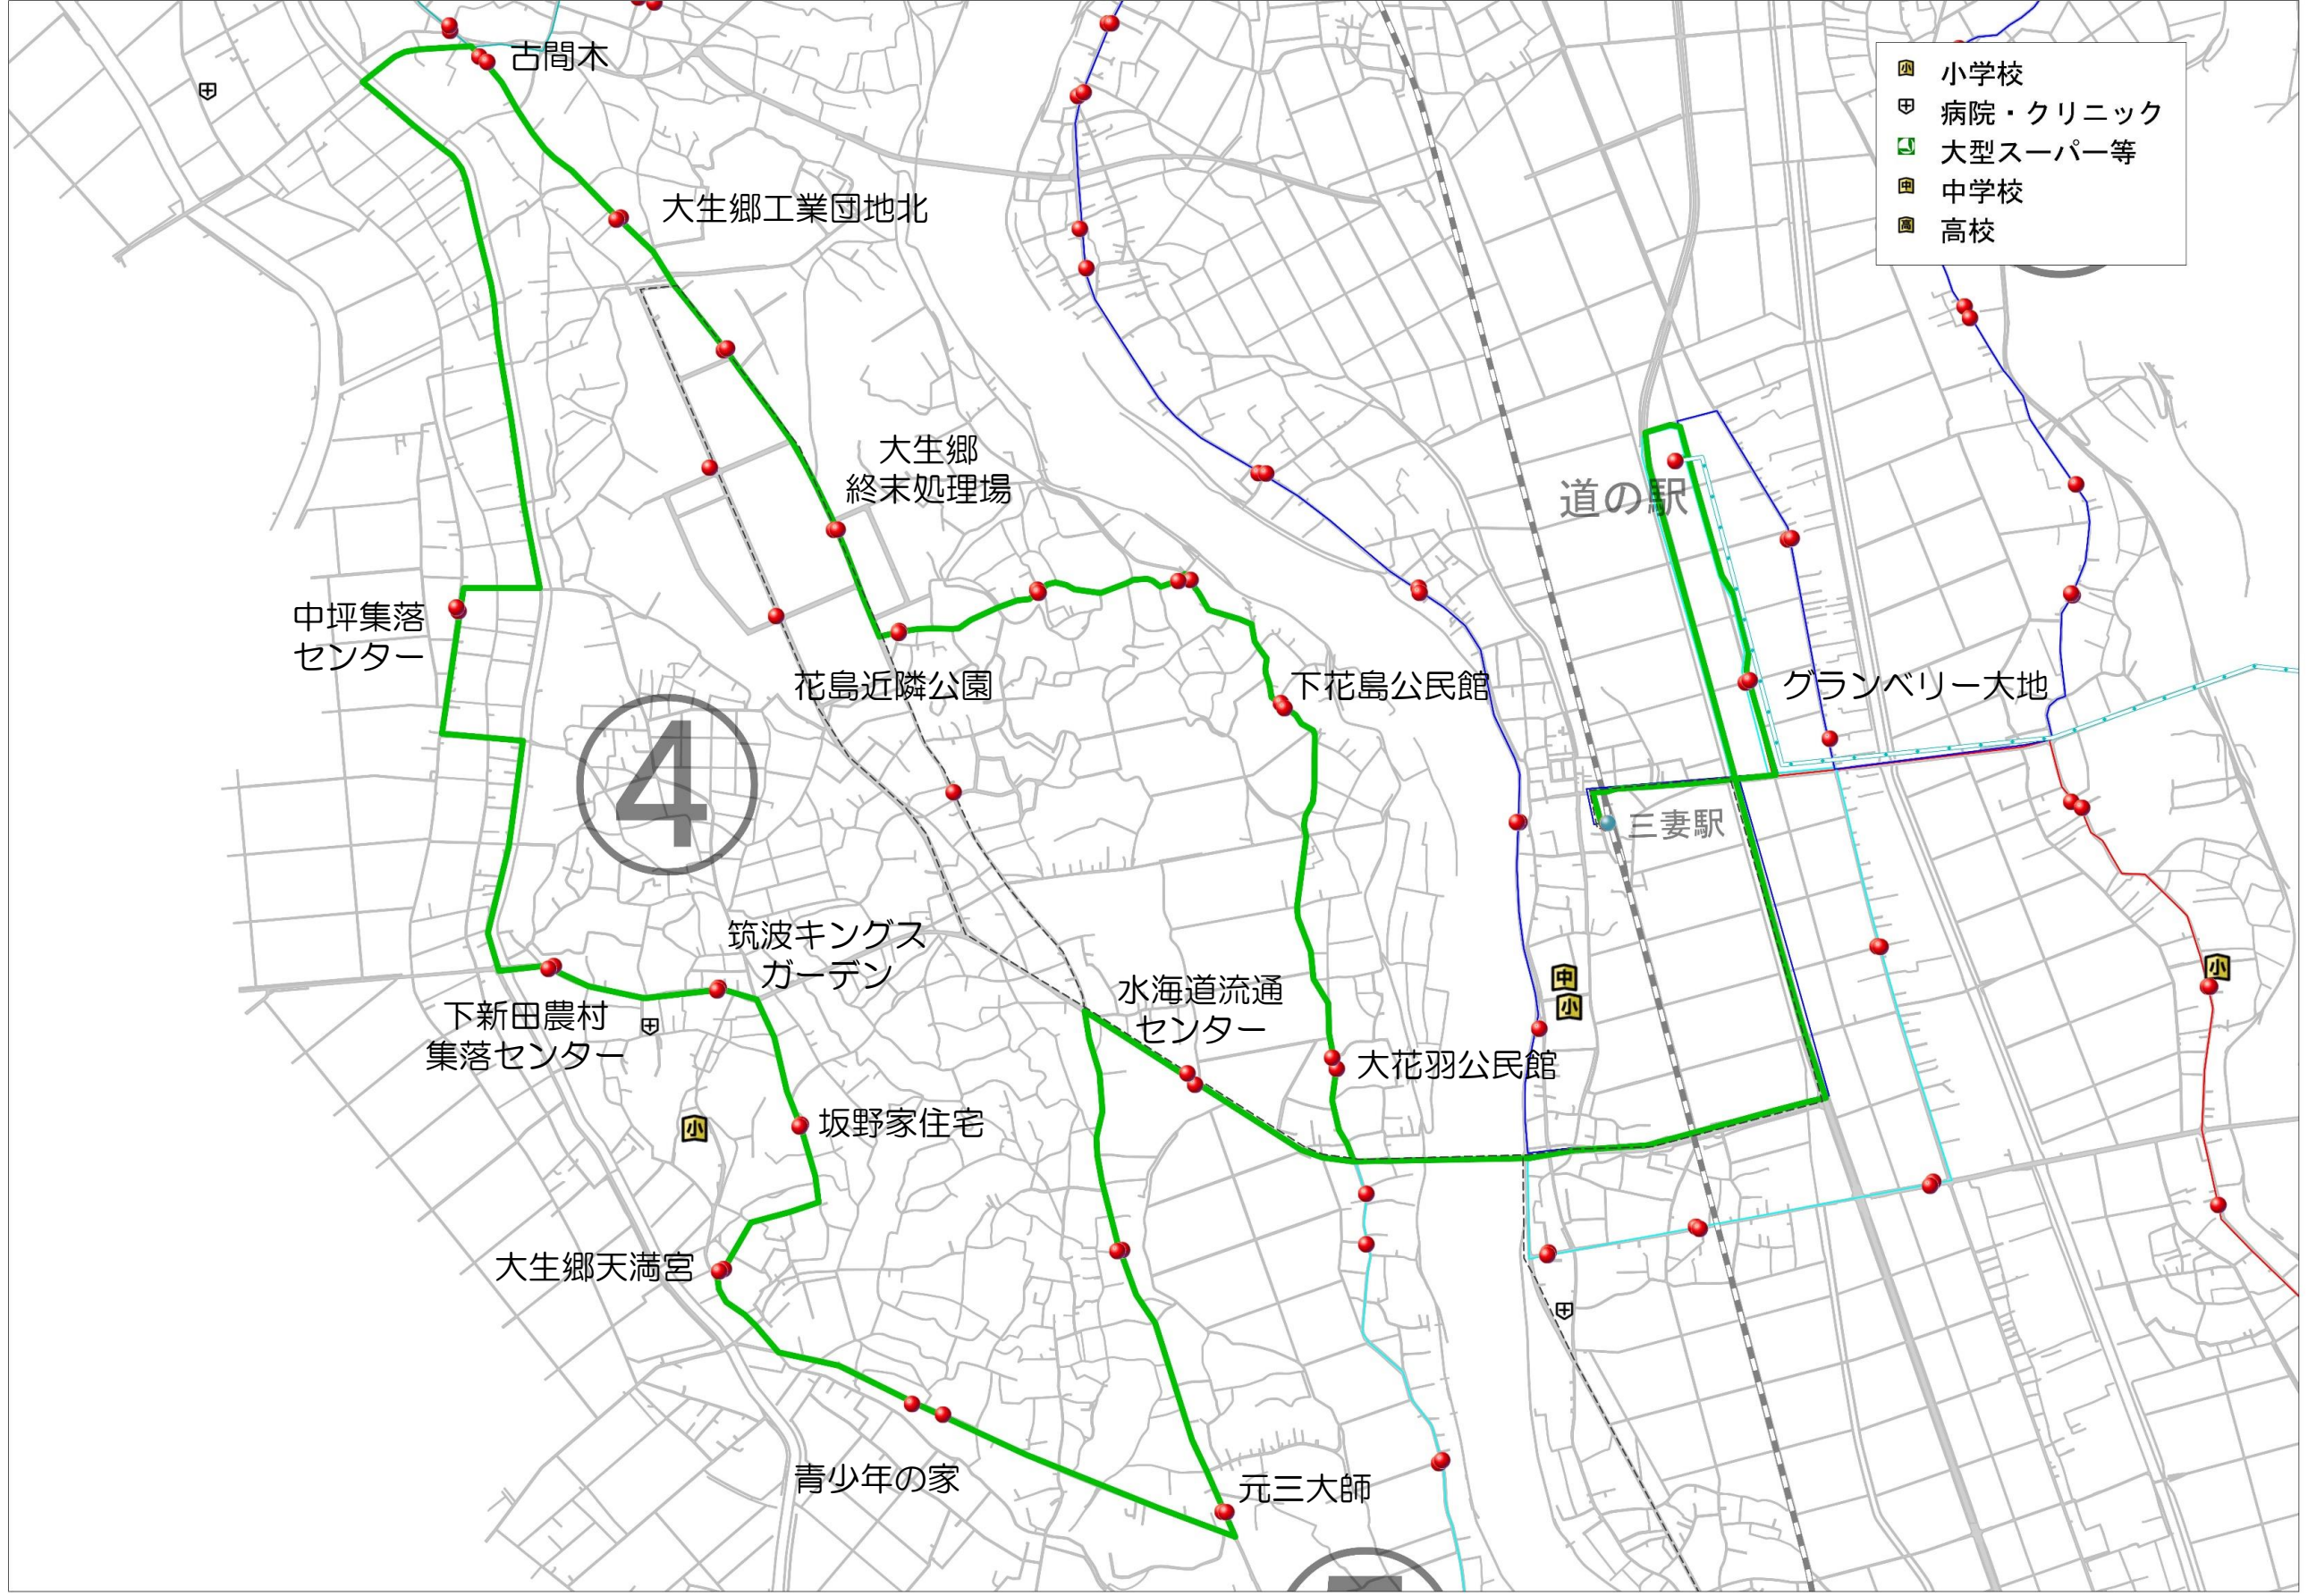 古間木
小学校
病院・クリニック
大型スーパー等
中学校
高校
大生郷工業団地北
大生郷
終末処理場
道の駅
中坪集落
センター
花島近隣公園
下花島公民館
グランベリー大地
4
三妻駅
筑波キングス
ガーデン
水海道流通
センター
中
小
小
下新田農村
集落センター
大花羽公民館
坂野家住宅
小
大生郷天満宮
青少年の家
元三大師